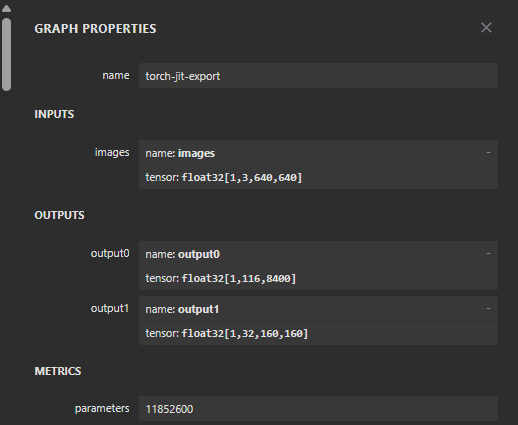 GRAPH PROPERTIES
name torch-jit-export
INPUTS
images name: images -
tensor: float32[1,3,640,640]
OUTPUTS
output0 name: output0 -
tensor: float32[1,116,8400]
output1 name: output1 -
tensor: float32[1,32,160,160]
METRICS
parameters 11852600